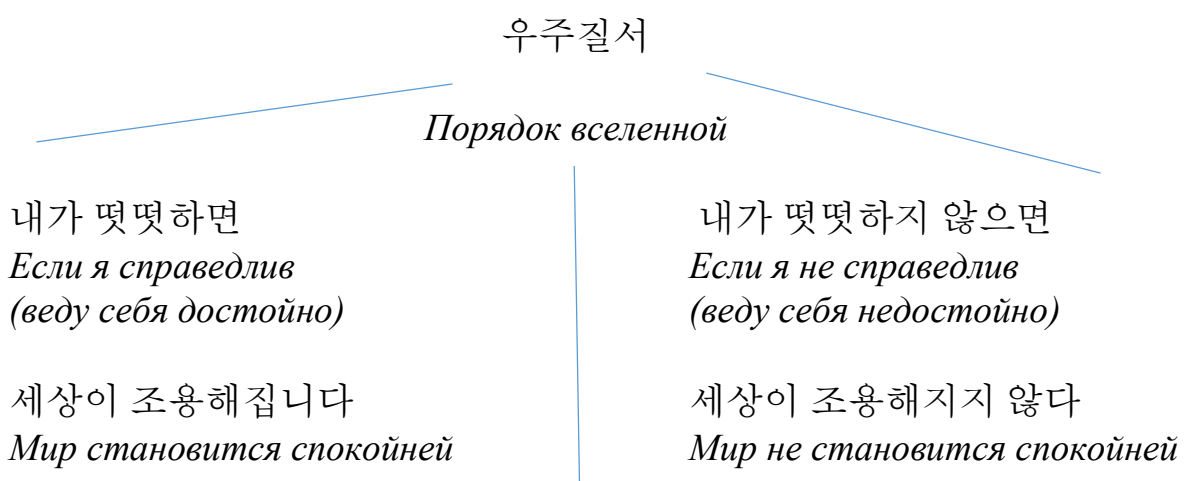 우주질서
Порядок вселенной
내가 떳떳하면
Если я справедлив
(веду себя достойно)
세상이 조용해집니다
Мир становится спокойней
내가 떳떳하지 않으면
Если я не справедлив
(веду себя недостойно)
세상이 조용해지지 않다
Мир не становится спокойней